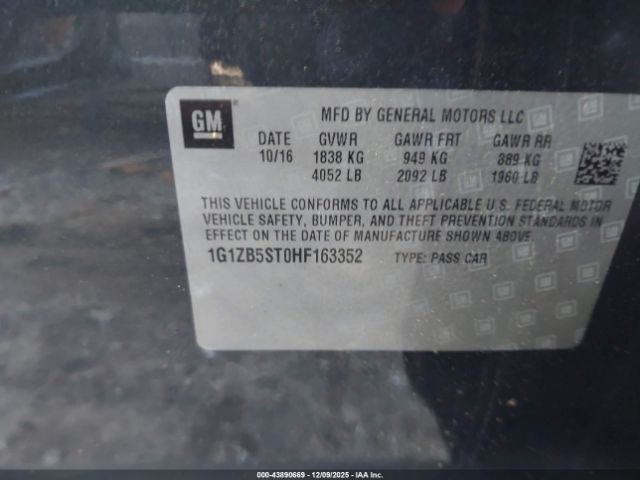 GM
MFD BY GENERAL MOTORS LLC
DATE GVWR GAWR FRT GAWR RR
10/16 1838 KG 949 KG 889 KG
4052 LB 2092 LB 1960 LB
THIS VEHICLE CONFORMS TO ALL APPLICABLE U.S. FEDERAL MOTOR
VEHICLE SAFETY, BUMPER, AND THEFT PREVENTION STANDARDS IN
EFFECT ON THE DATE OF MANUFACTURE SHOWN ABOVE.
1G1ZB5ST0HF163352 TYPE: PASS CAR
000-43890669 • 12/09/2025 • IAA Inc.